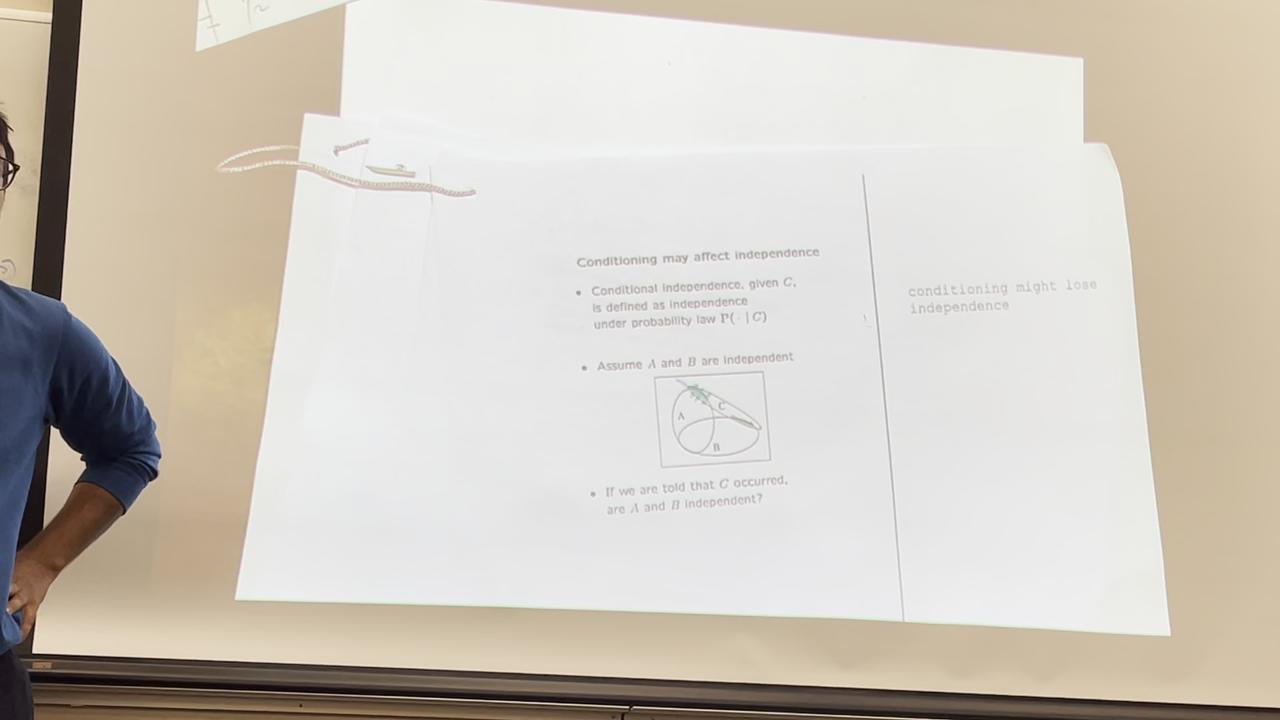 Conditioning may affect independence
• Conditional independence, given C,
is defined as independence
under probability law P( · | C)
• Assume A and B are independent
A
C
B
• If we are told that C occurred,
are A and B independent?
conditioning might lose
independence